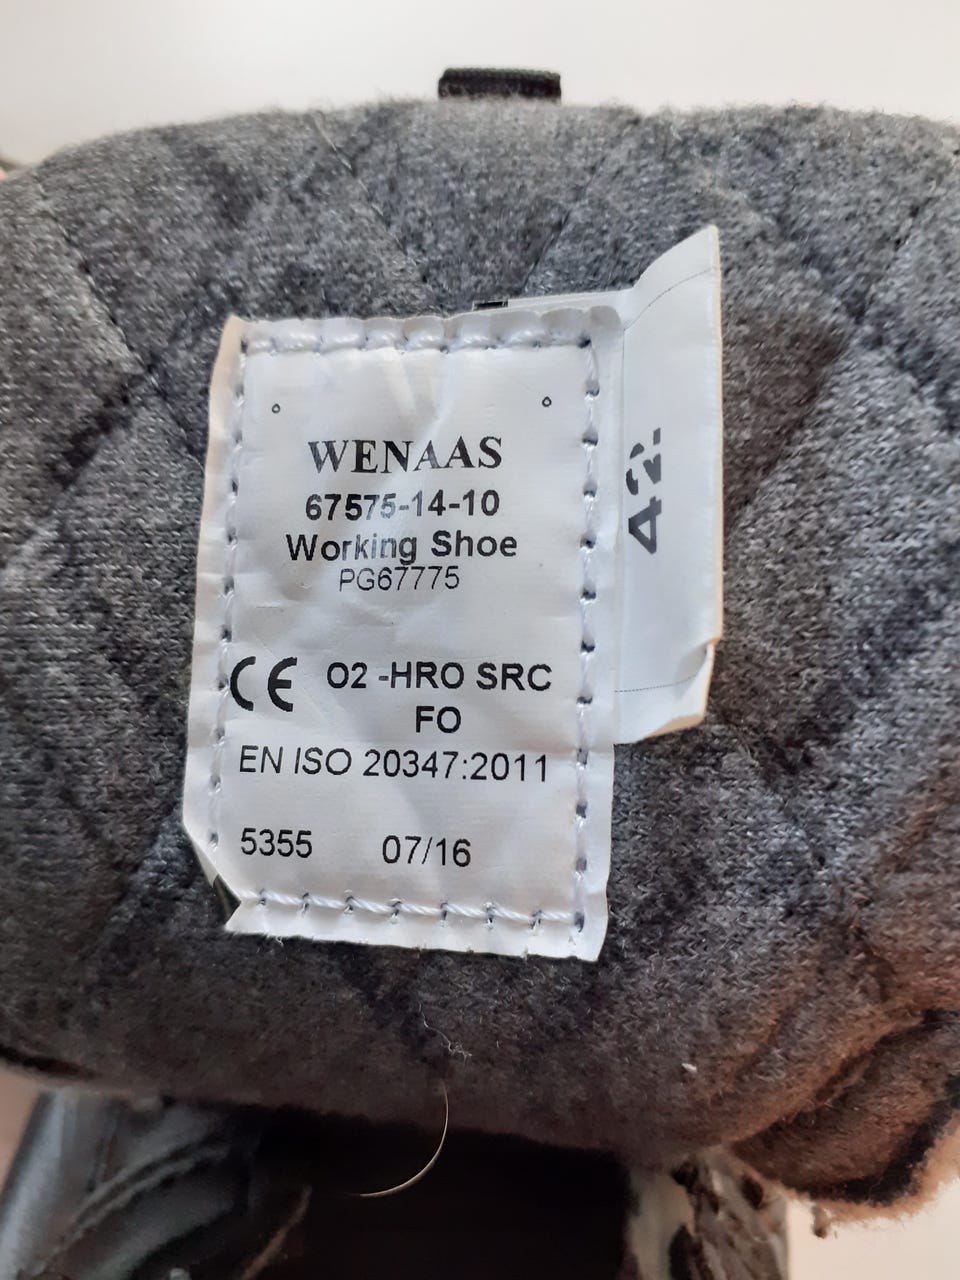 WENAAS
67575-14-10
Working Shoe
PG67775
CE O2 -HRO SRC
FO
EN ISO 20347:2011
5355 07/16
42.